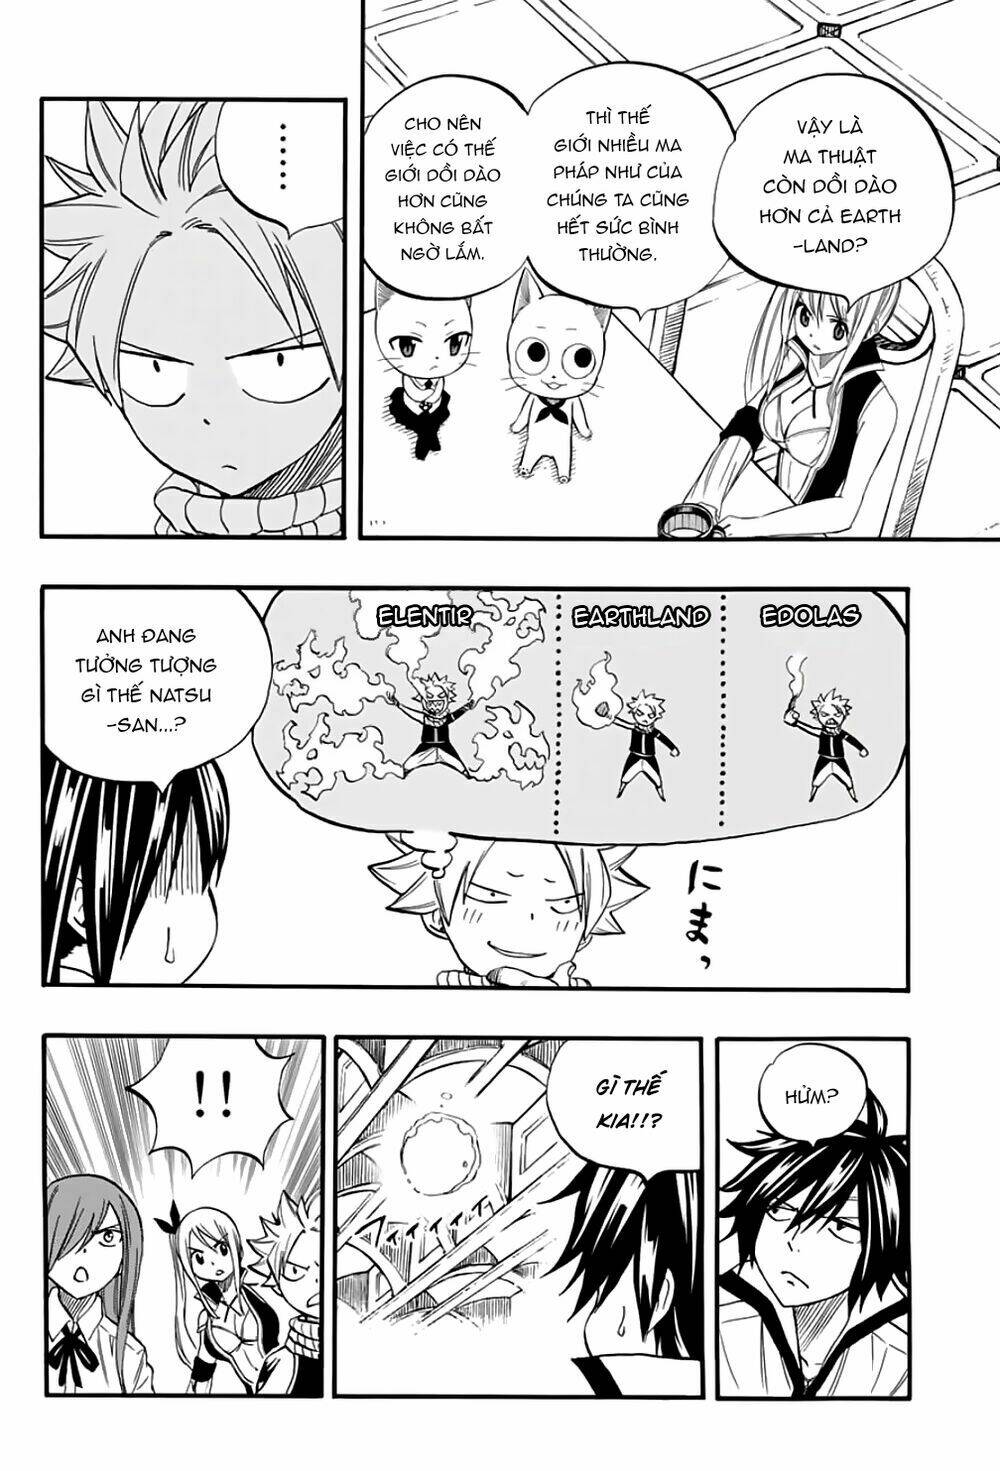 VẬY LÀ
MA THUẬT
CÒN DỒI DÀO
HƠN CẢ EARTH
-LAND?
THÌ THẾ
GIỚI NHIỀU MA
PHÁP NHƯ CỦA
CHÚNG TA CŨNG
HẾT SỨC BÌNH
THƯỜNG.
CHO NÊN
VIỆC CÓ THẾ
GIỚI DỒI DÀO
HƠN CŨNG
KHÔNG BẤT
NGỜ LẮM.
......
EDOLAS
EARTHLAND
ELENTIR
にまっ
ANH ĐANG
TƯỞNG TƯỢNG
GÌ THẾ NATSU
-SAN...?
HỬM?
GÌ THẾ
KIA!!?
!!